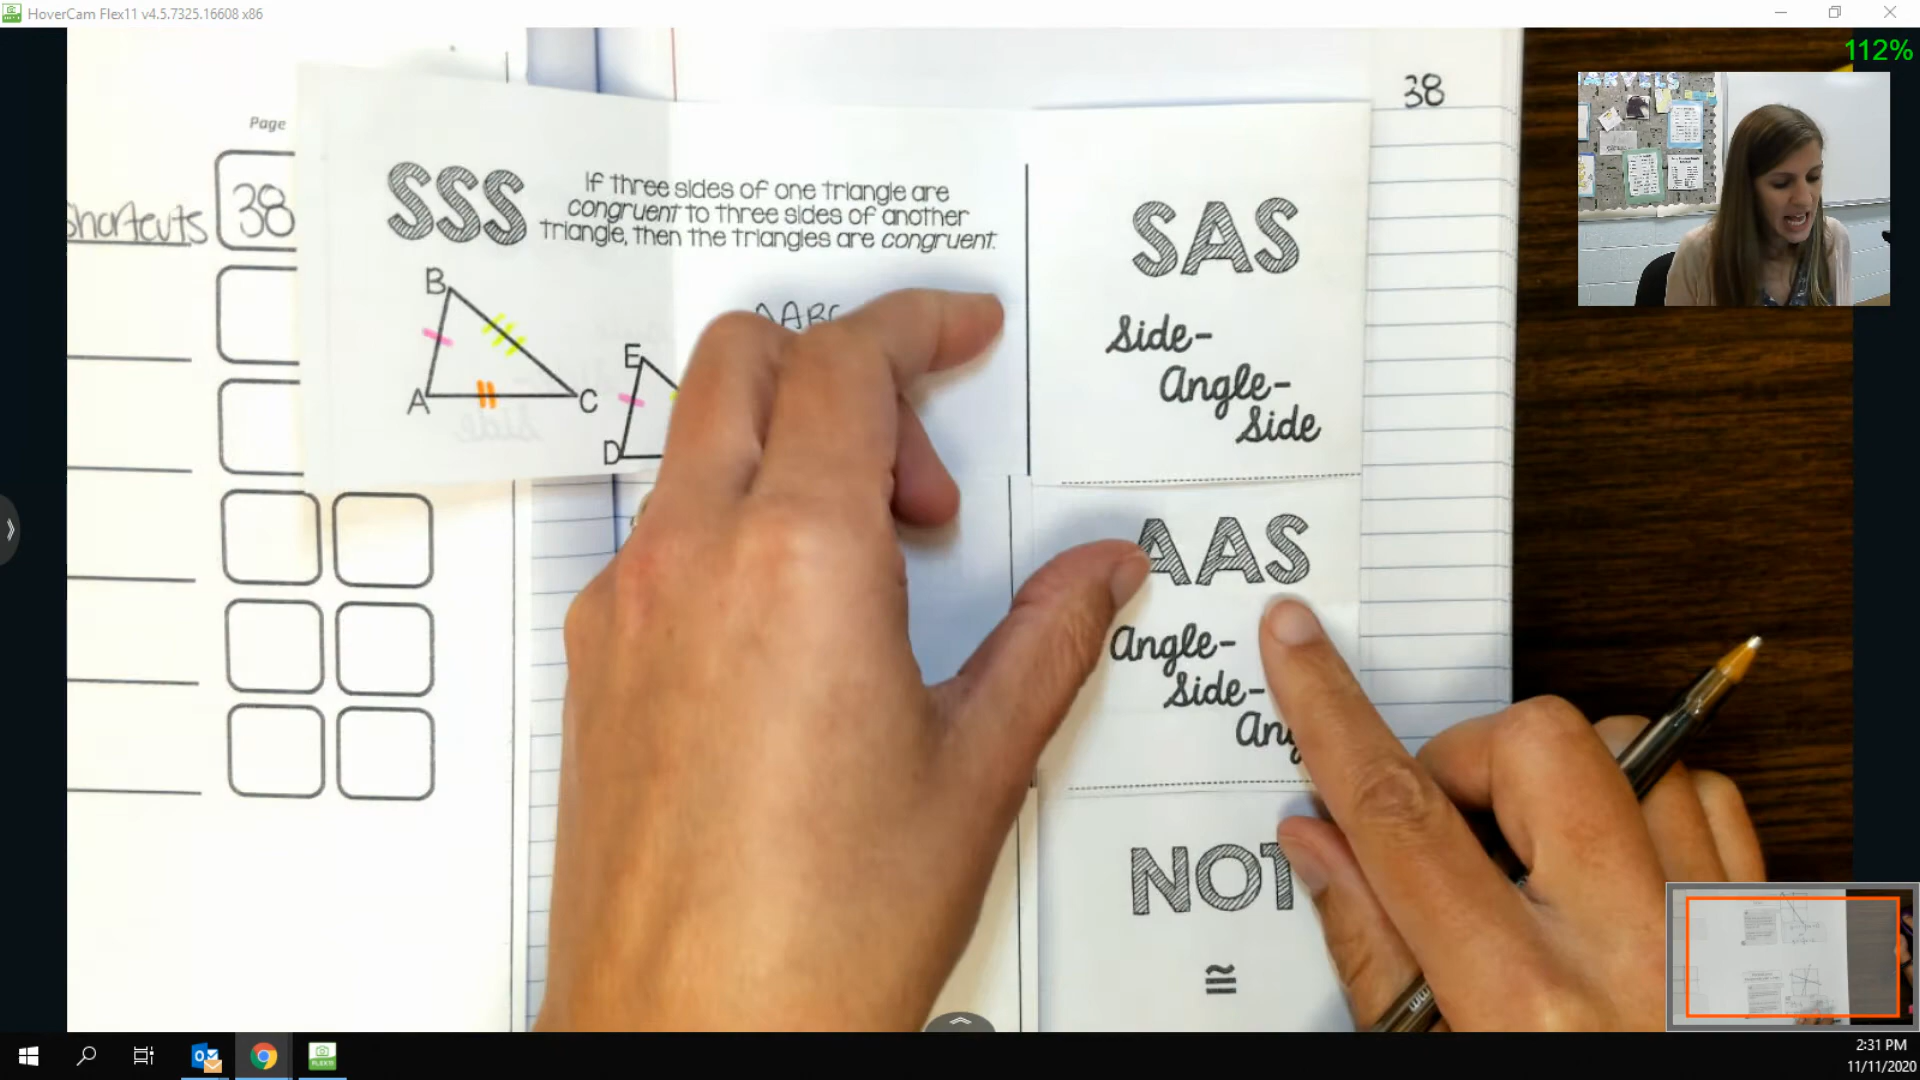 HoverCam Flex11 v4.5.7325.16608 x86
112%
38
Page
Shortcuts
38
SSS
If three sides of one triangle are
congruent to three sides of another
triangle, then the triangles are congruent.
B
A
C
E
D
△ABC
SAS
Side-
Angle-
Side
AAS
Angle-
Side-
Ang
NOT
≅
2:31 PM
11/11/2020